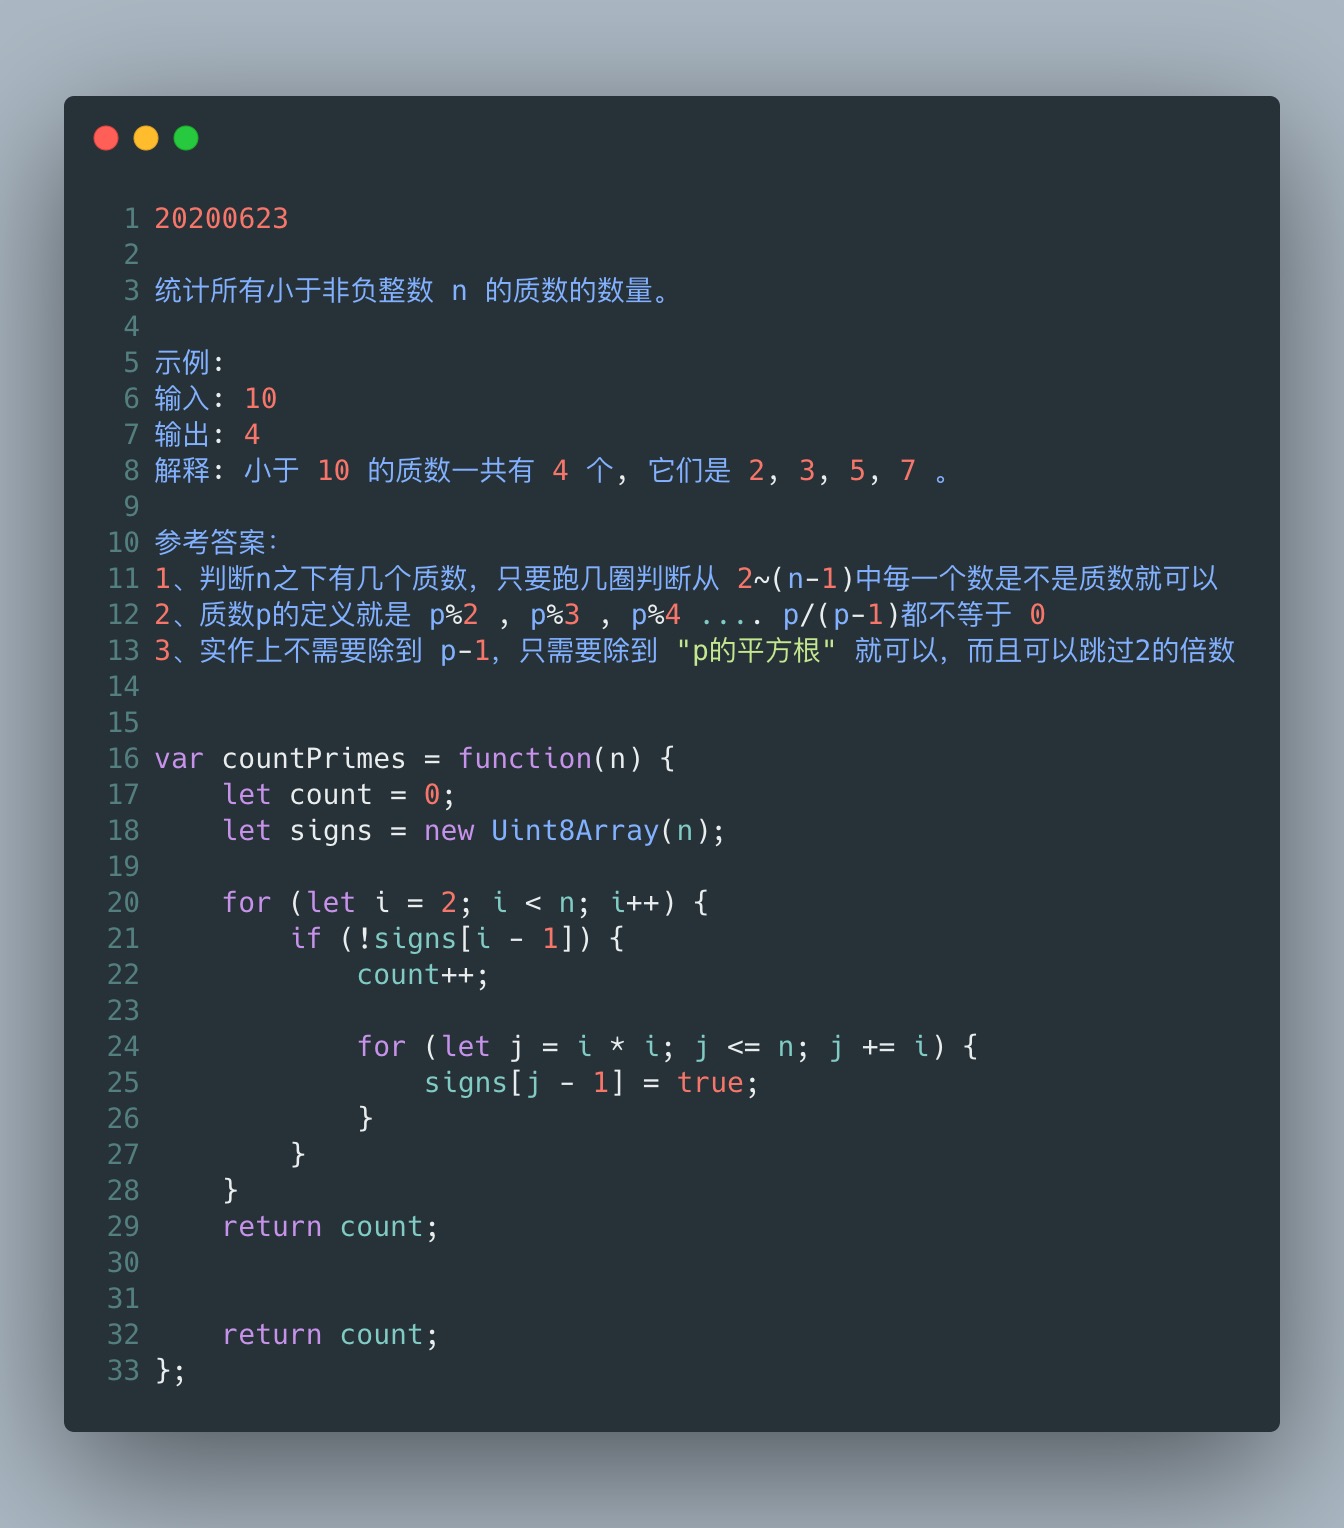 1 20200623
2
3 统计所有小于非负整数 n 的质数的数量。
4
5 示例:
6 输入: 10
7 输出: 4
8 解释: 小于 10 的质数一共有 4 个, 它们是 2, 3, 5, 7 。
9
10 参考答案：
11 1、判断n之下有几个质数，只要跑几圈判断从 2~(n-1)中每一个数是不是质数就可以
12 2、质数p的定义就是 p%2 , p%3 , p%4 .... p/(p-1)都不等于 0
13 3、实作上不需要除到 p-1，只需要除到 "p的平方根" 就可以，而且可以跳过2的倍数
14
15
16 var countPrimes = function(n) {
17     let count = 0;
18     let signs = new Uint8Array(n);
19
20     for (let i = 2; i < n; i++) {
21         if (!signs[i - 1]) {
22             count++;
23
24             for (let j = i * i; j <= n; j += i) {
25                 signs[j - 1] = true;
26             }
27         }
28     }
29     return count;
30
31
32     return count;
33 };